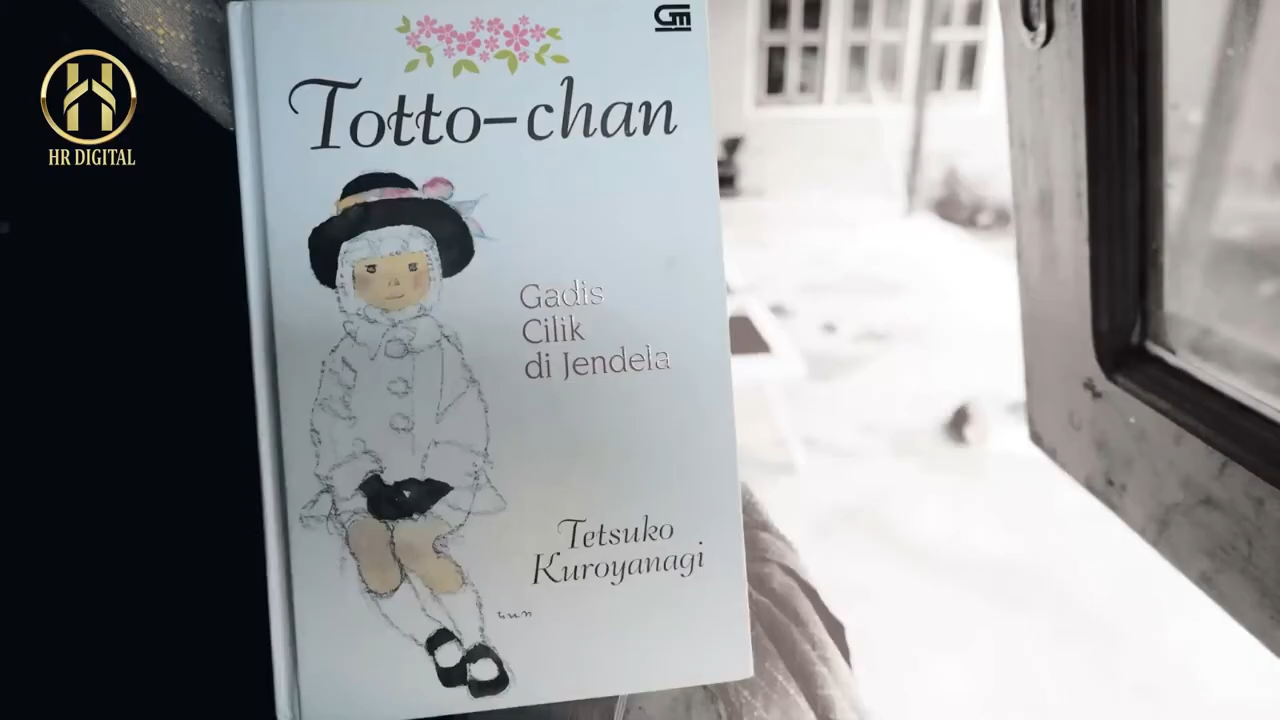 HR DIGITAL
GM
Totto-chan
Gadis
Cilik
di Jendela
Tetsuko
Kuroyanagi